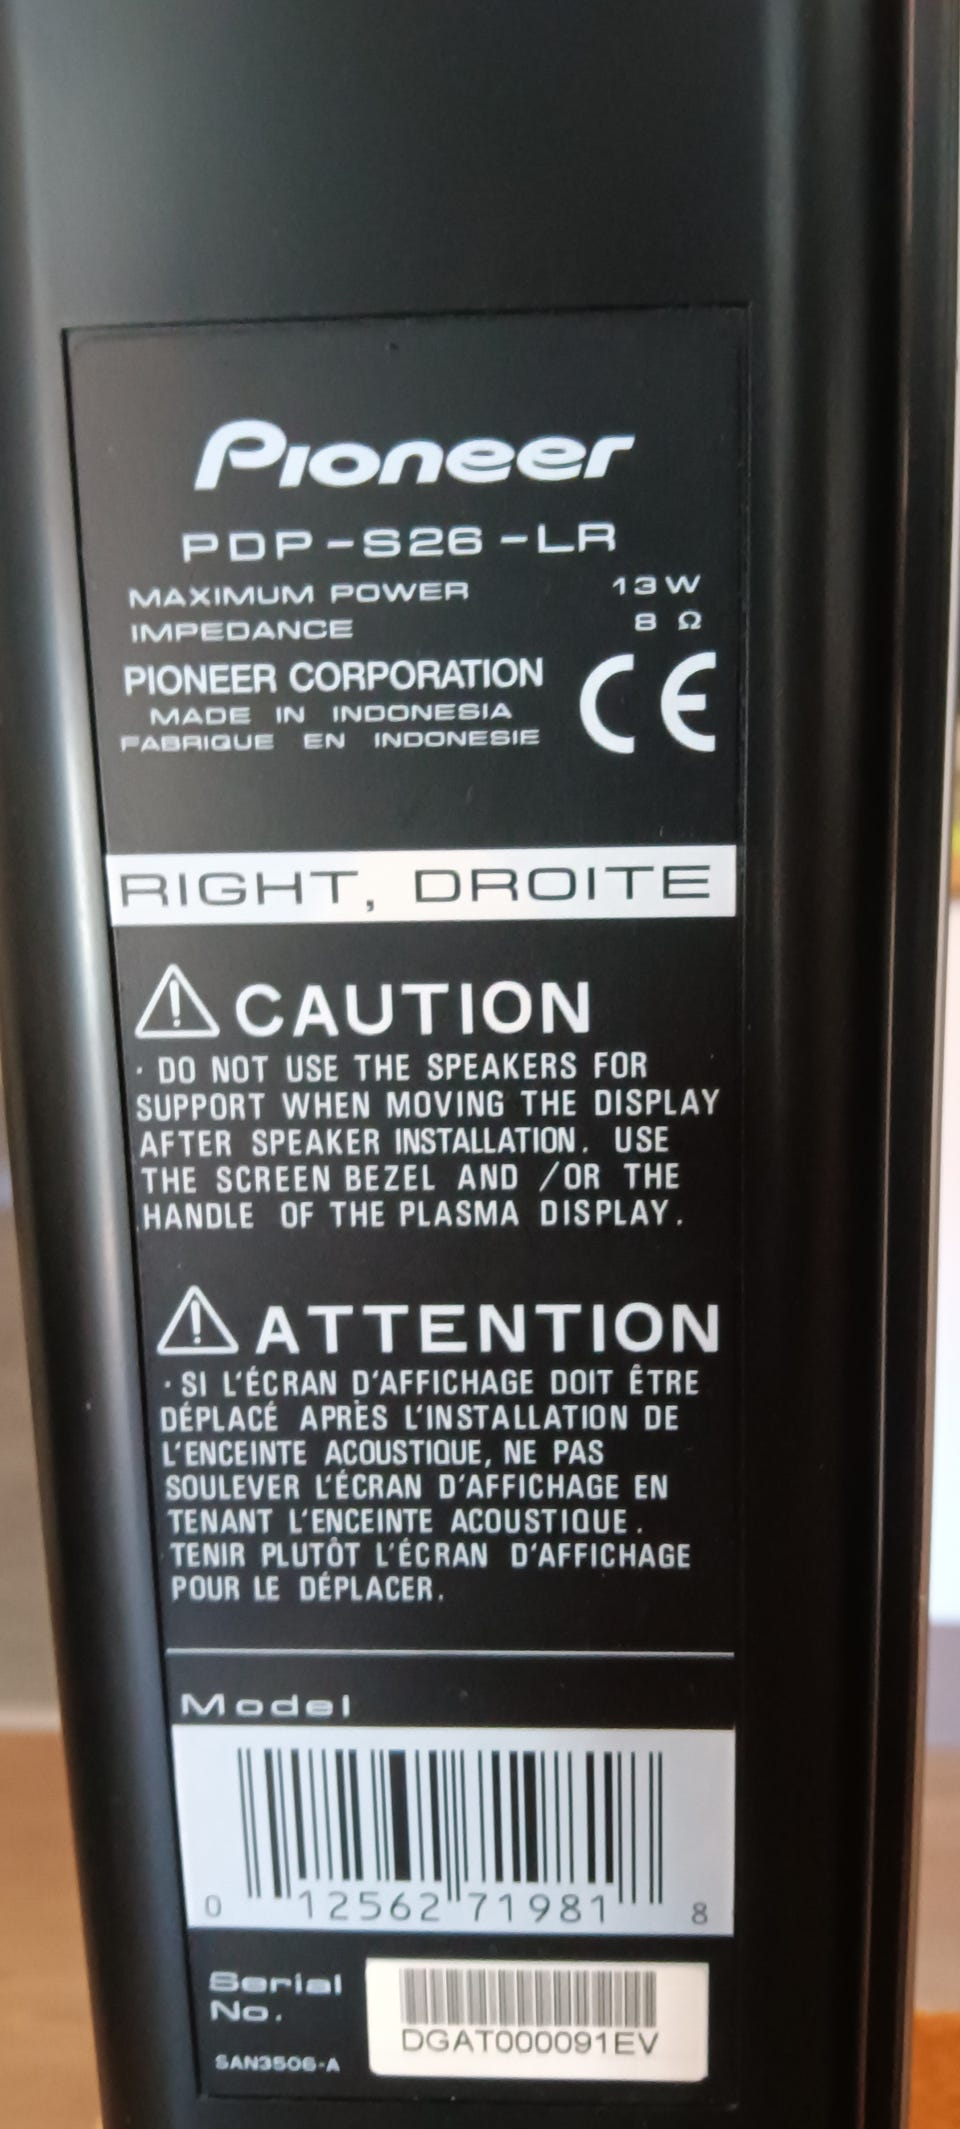 Pioneer
PDP-S26-LR
MAXIMUM POWER 13W
IMPEDANCE 8 Ω
PIONEER CORPORATION CE
MADE IN INDONESIA
FABRIQUE EN INDONESIE
RIGHT, DROITE
CAUTION
· DO NOT USE THE SPEAKERS FOR
SUPPORT WHEN MOVING THE DISPLAY
AFTER SPEAKER INSTALLATION. USE
THE SCREEN BEZEL AND /OR THE
HANDLE OF THE PLASMA DISPLAY.
ATTENTION
· SI L'ÉCRAN D'AFFICHAGE DOIT ÊTRE
DÉPLACÉ APRÈS L'INSTALLATION DE
L'ENCEINTE ACOUSTIQUE, NE PAS
SOULEVER L'ÉCRAN D'AFFICHAGE EN
TENANT L'ENCEINTE ACOUSTIQUE.
TENIR PLUTÔT L'ÉCRAN D'AFFICHAGE
POUR LE DÉPLACER.
Model
0 12562 71981 8
Serial
No.
DGAT000091EV
SAN3506-A